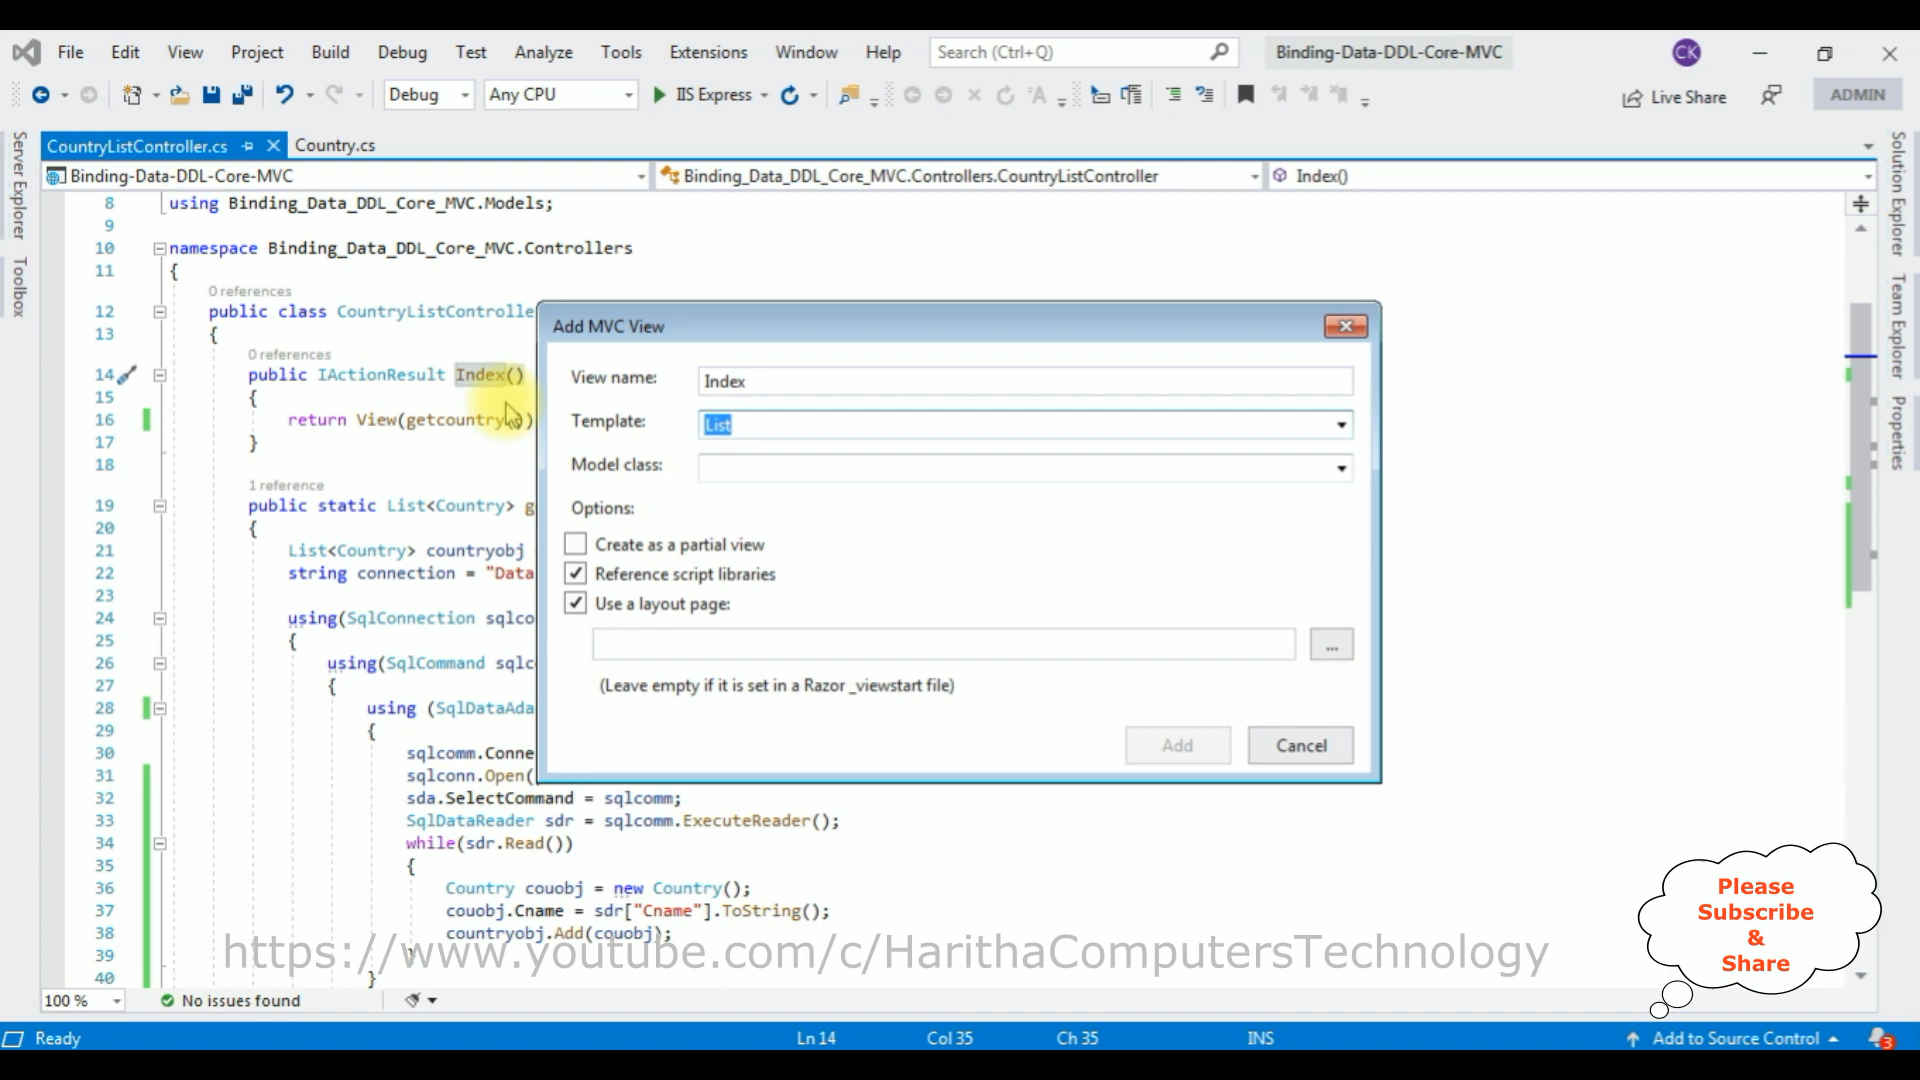 File Edit View Project Build Debug Test Analyze Tools Extensions Window Help Search (Ctrl+Q) Binding-Data-DDL-Core-MVC CK
Debug Any CPU IIS Express Live Share ADMIN
Server Explorer
Toolbox
CountryListController.cs Country.cs
Binding-Data-DDL-Core-MVC Binding_Data_DDL_Core_MVC.Controllers.CountryListController Index()
8 using Binding_Data_DDL_Core_MVC.Models;
9
10 namespace Binding_Data_DDL_Core_MVC.Controllers
11 {
0 references
12 public class CountryListControlle
13 {
0 references
14 public IActionResult Index()
15 {
16 return View(getcountry())
17 }
18
1 reference
19 public static List<Country> g
20 {
21 List<Country> countryobj
22 string connection = "Data
23
24 using(SqlConnection sqlco
25 {
26 using(SqlCommand sqlc
27 {
28 using (SqlDataAda
29 {
30 sqlcomm.Conne
31 sqlconn.Open(
32 sda.SelectCommand = sqlcomm;
33 SqlDataReader sdr = sqlcomm.ExecuteReader();
34 while(sdr.Read())
35 {
36 Country couobj = new Country();
37 couobj.Cname = sdr["Cname"].ToString();
38 countryobj.Add(couobj);
39 }
40 }
Add MVC View
View name: Index
Template: List
Model class:
Options:
Create as a partial view
Reference script libraries
Use a layout page:
...
(Leave empty if it is set in a Razor _viewstart file)
Add Cancel
Solution Explorer
Team Explorer
Properties
https://www.youtube.com/c/HarithaComputersTechnology
Please
Subscribe
&
Share
100 % No issues found
Ready Ln 14 Col 35 Ch 35 INS Add to Source Control 3